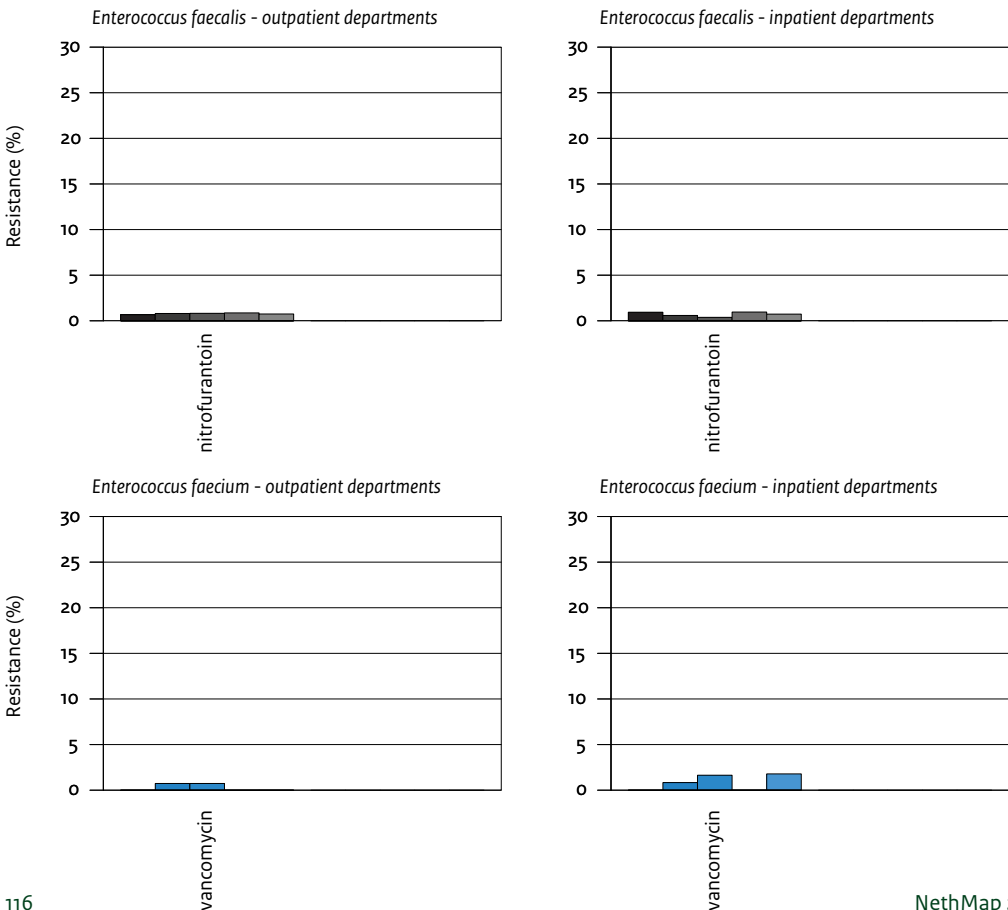 Enterococcus faecalis - outpatient departments
30
25
20
15
10
5
0
Resistance (%)
nitrofurantoin
Enterococcus faecalis - inpatient departments
30
25
20
15
10
5
0
nitrofurantoin
Enterococcus faecium - outpatient departments
30
25
20
15
10
5
0
Resistance (%)
vancomycin
Enterococcus faecium - inpatient departments
30
25
20
15
10
5
0
vancomycin
116
NethMap